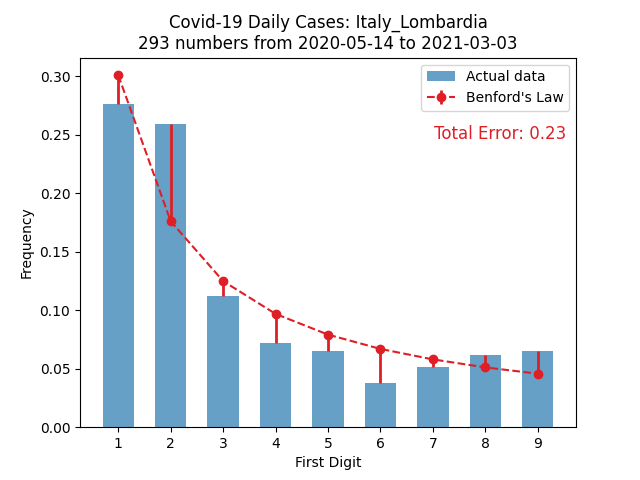 Covid-19 Daily Cases: Italy_Lombardia
293 numbers from 2020-05-14 to 2021-03-03
Actual data
Benford's Law
Total Error: 0.23
Frequency
0.30
0.25
0.20
0.15
0.10
0.05
0.00
1 2 3 4 5 6 7 8 9
First Digit